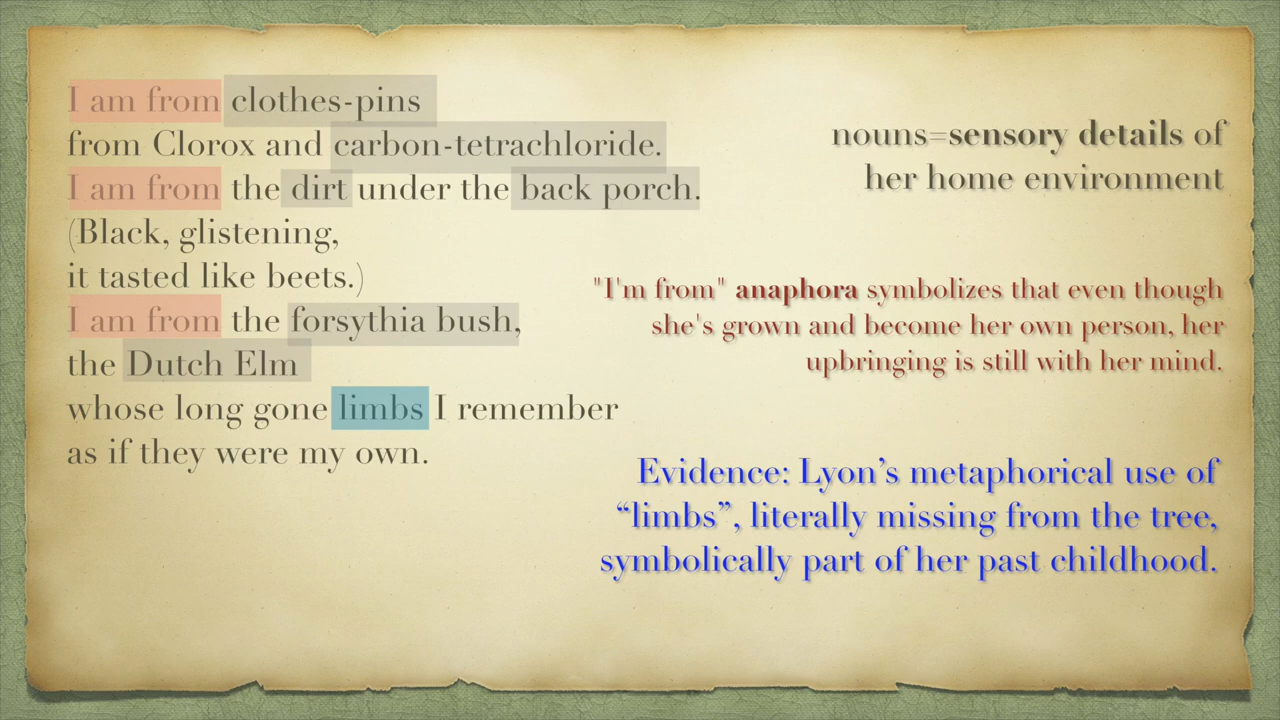 I am from clothes-pins
from Clorox and carbon-tetrachloride.
I am from the dirt under the back porch.
(Black, glistening,
it tasted like beets.)
I am from the forsythia bush,
the Dutch Elm
whose long gone limbs I remember
as if they were my own.
nouns=sensory details of
her home environment
"I'm from" anaphora symbolizes that even though
she's grown and become her own person, her
upbringing is still with her mind.
Evidence: Lyon’s metaphorical use of
“limbs”, literally missing from the tree,
symbolically part of her past childhood.